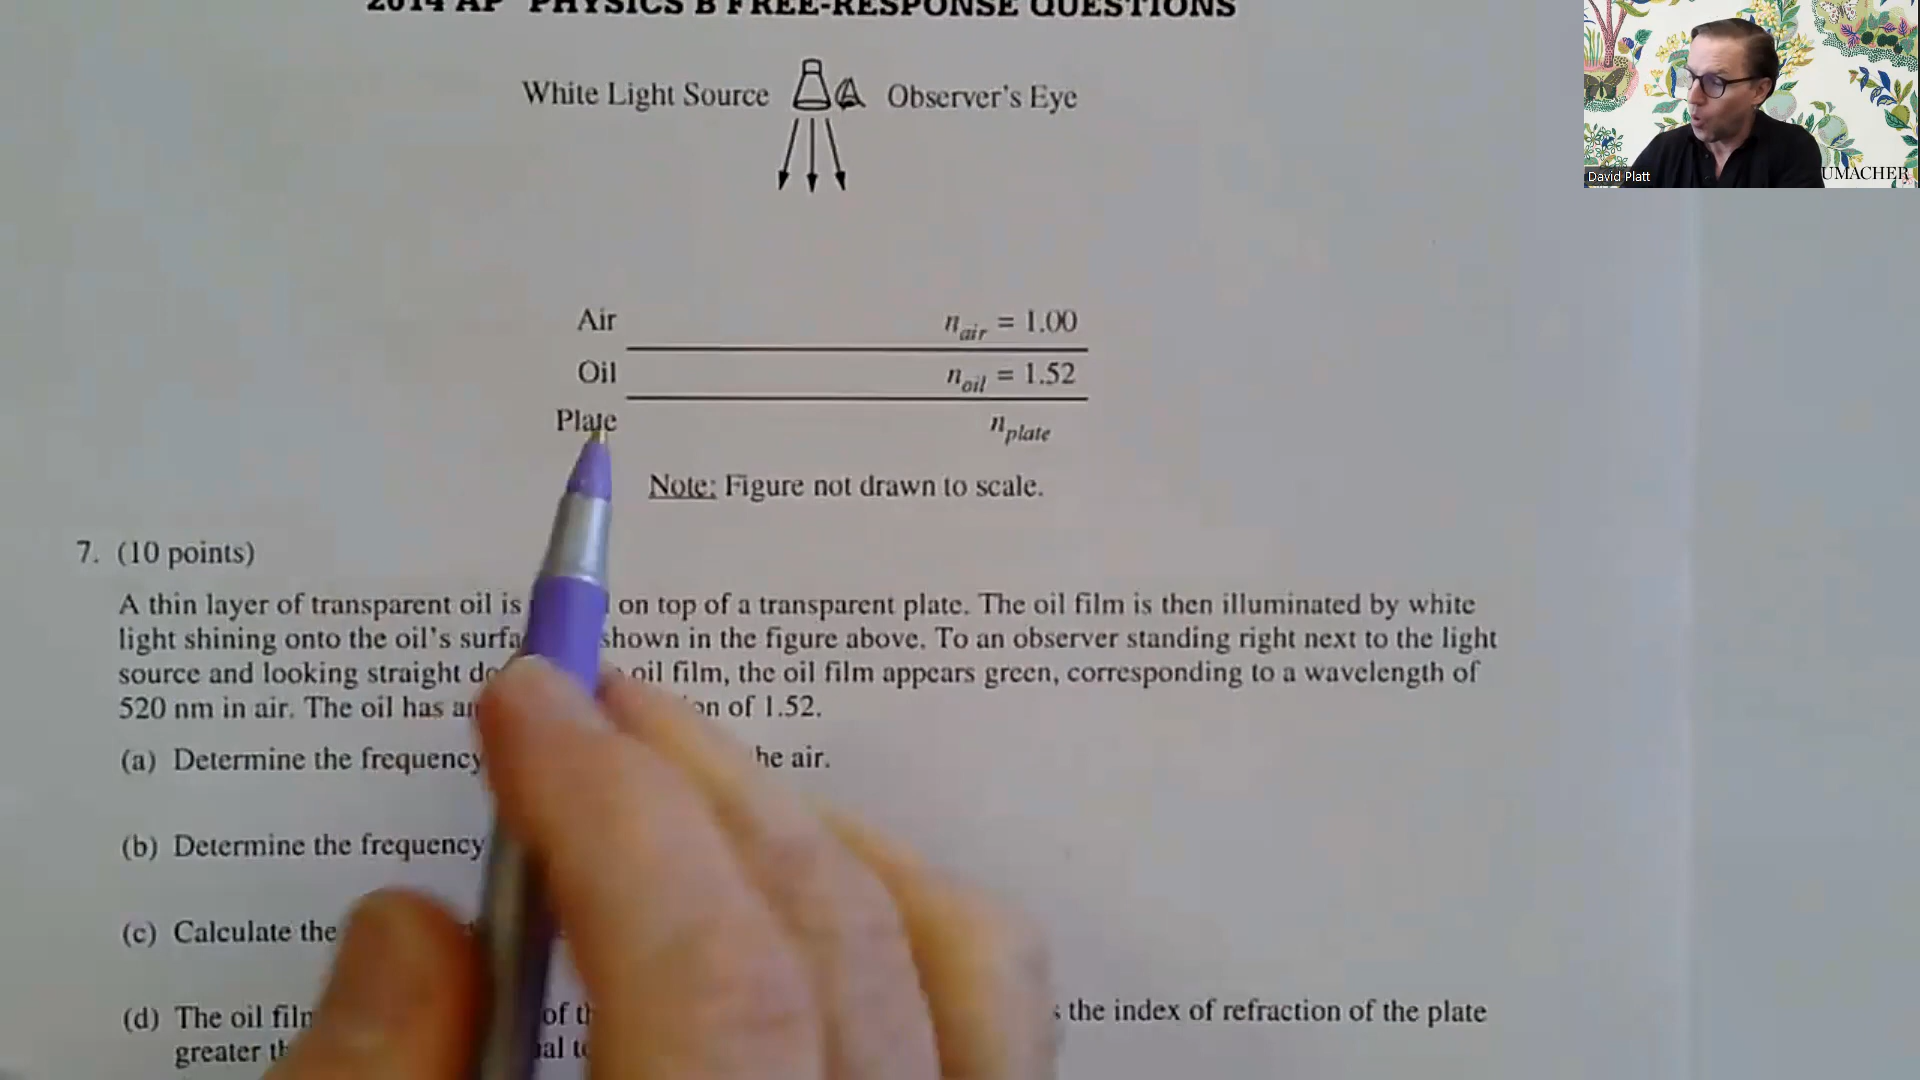 2014 AP PHYSICS B FREE-RESPONSE QUESTIONS
White Light Source Observer's Eye
Air n_air = 1.00
Oil n_oil = 1.52
Plate n_plate
Note: Figure not drawn to scale.
7. (10 points)
A thin layer of transparent oil is on top of a transparent plate. The oil film is then illuminated by white
light shining onto the oil's shown in the figure above. To an observer standing right next to the light
source and looking straight oil film, the oil film appears green, corresponding to a wavelength of
520 nm in air. The oil has of 1.52.
(a) Determine the frequency air.
(b) Determine the frequency
(c) Calculate the
(d) The oil of the index of refraction of the plate
greater
David Platt
UMACHER